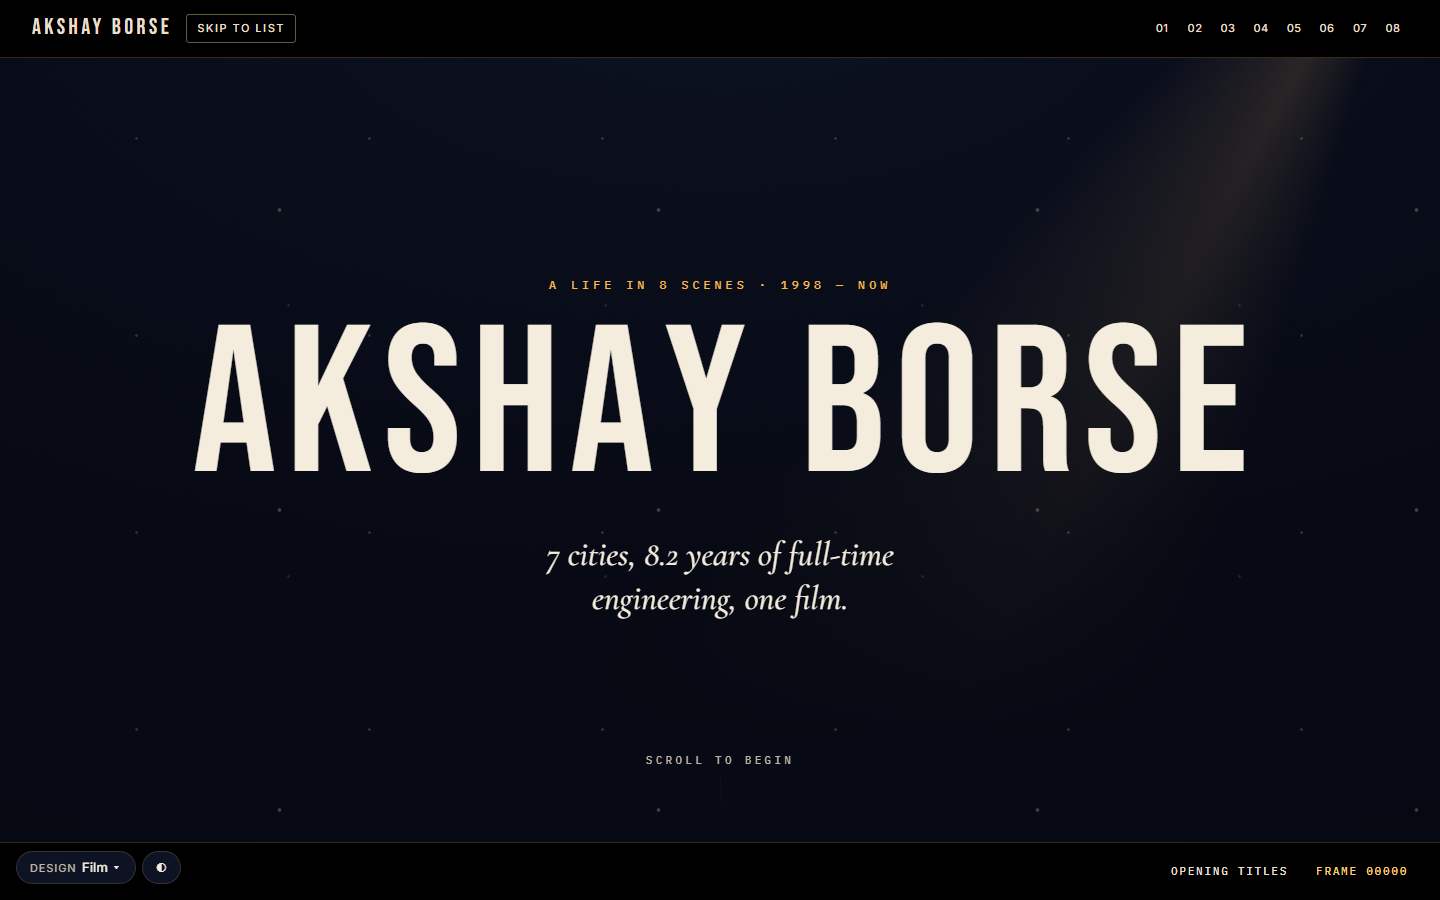 AKSHAY BORSE SKIP TO LIST 01 02 03 04 05 06 07 08
A LIFE IN 8 SCENES · 1998 — NOW
AKSHAY BORSE
7 cities, 8.2 years of full-time
engineering, one film.
SCROLL TO BEGIN
DESIGN Film OPENING TITLES FRAME 00000